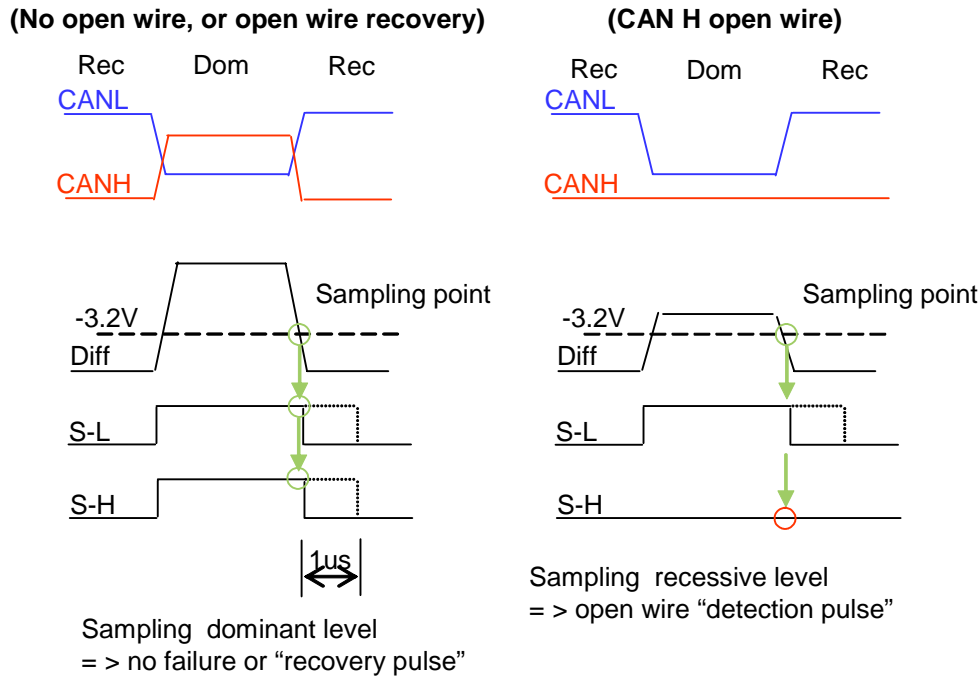 (No open wire, or open wire recovery)
Rec Dom Rec
CANL
CANH
Sampling point
-3.2V
Diff
S-L
S-H
1us
Sampling dominant level
= > no failure or “recovery pulse”
(CAN H open wire)
Rec Dom Rec
CANL
CANH
Sampling point
-3.2V
Diff
S-L
S-H
Sampling recessive level
= > open wire “detection pulse”